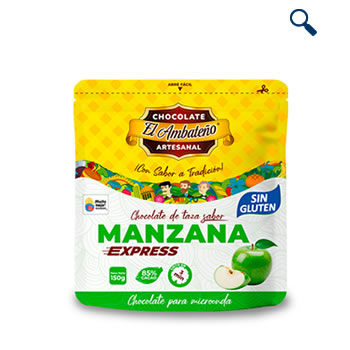 ABRE FÁCIL
CHOCOLATE
El Ambateño
ARTESANAL
¡Con Sabor a Tradición!
SIN
GLUTEN
Chocolate de taza sabor
MANZANA
EXPRESS
150g
85%
CACAO
Chocolate para microonda